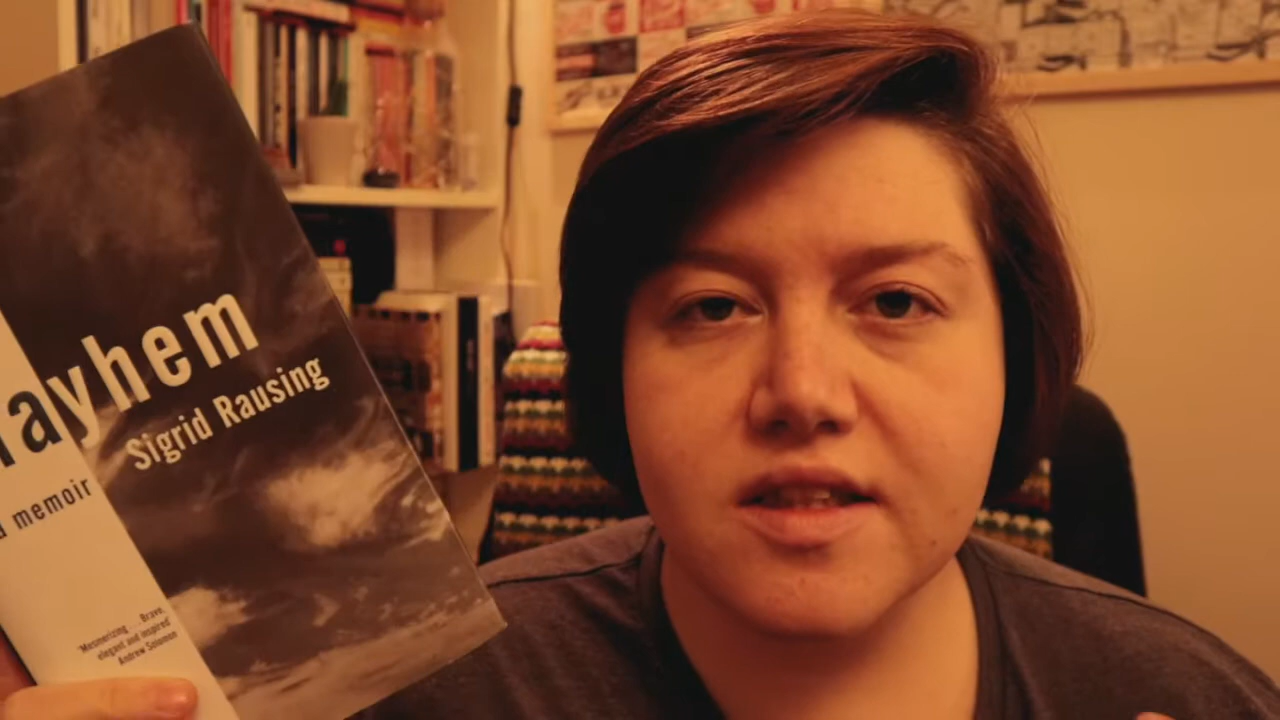 ayhem
Sigrid Rausing
a memoir
'Mesmerizing... Brave,
elegant and inspired'
Andrew Solomon